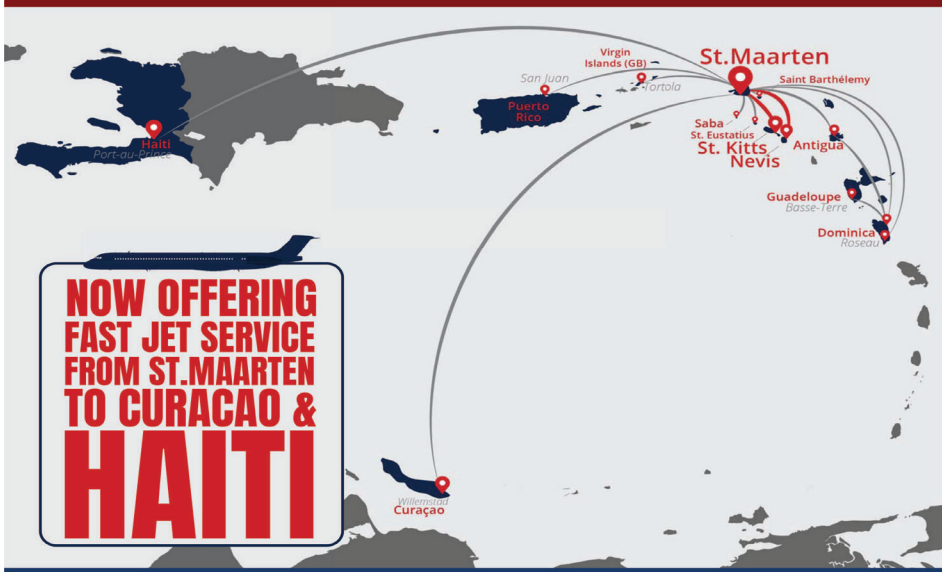 St.Maarten
Virgin
Islands (GB)
Saint Barthélemy
San Juan
Tortola
Puerto
Rico
Saba
St. Eustatius
St. Kitts
Nevis
Antigua
Haiti
Port-au-Prince
Guadeloupe
Basse-Terre
Dominica
Roseau
NOW OFFERING
FAST JET SERVICE
FROM ST.MAARTEN
TO CURACAO &
HAITI
Willemstad
Curaçao